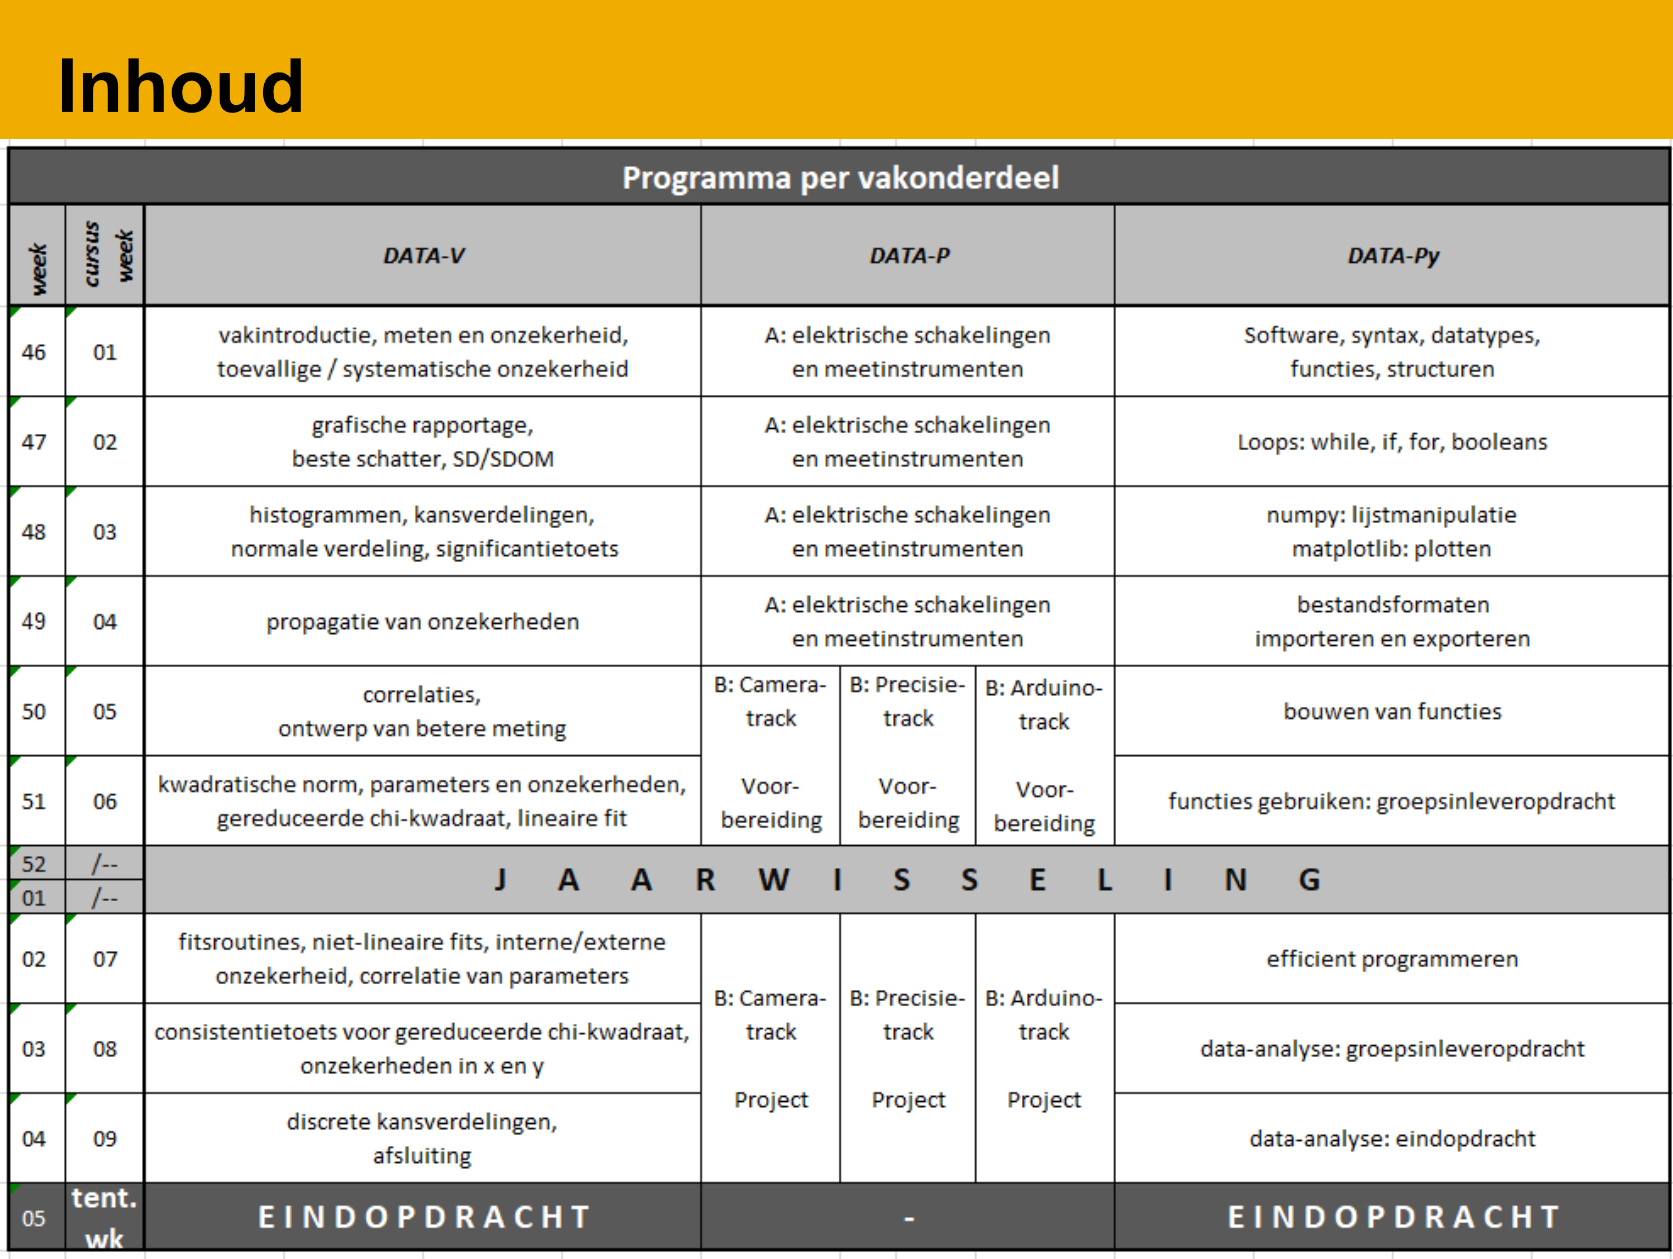 Inhoud
Programma per vakonderdeel
week
cursus
week
DATA-V
DATA-P
DATA-Py
46
01
vakintroductie, meten en onzekerheid,
toevallige / systematische onzekerheid
A: elektrische schakelingen
en meetinstrumenten
Software, syntax, datatypes,
functies, structuren
47
02
grafische rapportage,
beste schatter, SD/SDOM
A: elektrische schakelingen
en meetinstrumenten
Loops: while, if, for, booleans
48
03
histogrammen, kansverdelingen,
normale verdeling, significantietoets
A: elektrische schakelingen
en meetinstrumenten
numpy: lijstmanipulatie
matplotlib: plotten
49
04
propagatie van onzekerheden
A: elektrische schakelingen
en meetinstrumenten
bestandsformaten
importeren en exporteren
50
05
correlaties,
ontwerp van betere meting
B: Camera-
track
Voor-
bereiding
B: Precisie-
track
Voor-
bereiding
B: Arduino-
track
Voor-
bereiding
bouwen van functies
51
06
kwadratische norm, parameters en onzekerheden,
gereduceerde chi-kwadraat, lineaire fit
functies gebruiken: groepsinleveropdracht
52
/--
01
/--
J A A R W I S S E L I N G
02
07
fitsroutines, niet-lineaire fits, interne/externe
onzekerheid, correlatie van parameters
B: Camera-
track
Project
B: Precisie-
track
Project
B: Arduino-
track
Project
efficient programmeren
03
08
consistentietoets voor gereduceerde chi-kwadraat,
onzekerheden in x en y
data-analyse: groepsinleveropdracht
04
09
discrete kansverdelingen,
afsluiting
data-analyse: eindopdracht
05
tent.
wk
E I N D O P D R A C H T
-
E I N D O P D R A C H T